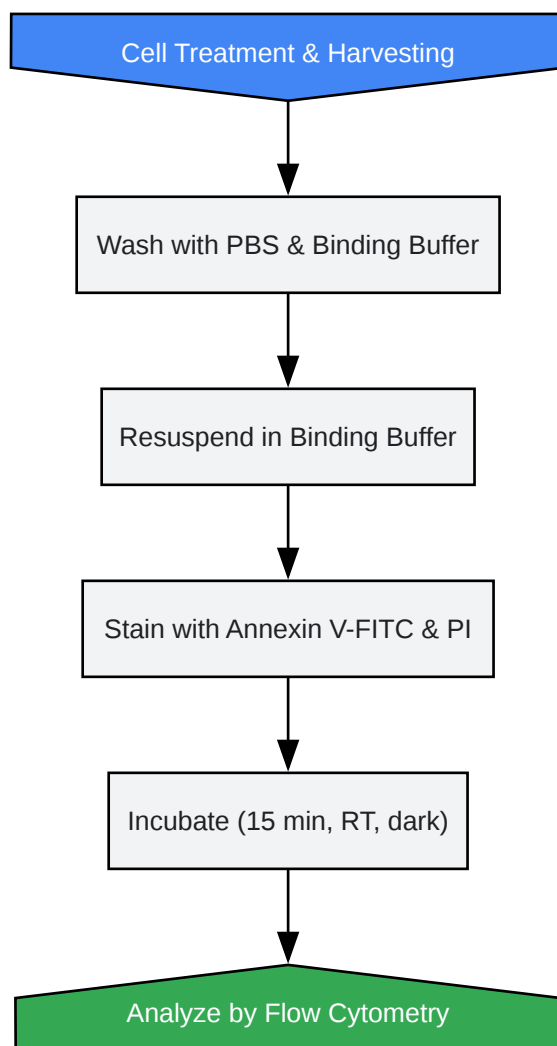 Cell Treatment & Harvesting
Wash with PBS & Binding Buffer
Resuspend in Binding Buffer
Stain with Annexin V-FITC & PI
Incubate (15 min, RT, dark)
Analyze by Flow Cytometry